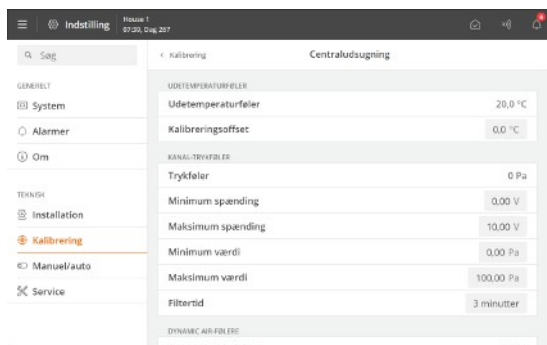 Indstilling
House 1
07:39, Dag 267
Søg
< Kalibrering
Centraludsugning
GENERELT
System
Alarmer
Om
TEKNISK
Installation
Kalibrering
Manuel/auto
Service
UDETEMPERATURFØLER
Udetemperaturføler 20,0 °C
Kalibreringsoffset 0,0 °C
KANAL-TRYKFØLER
Trykføler 0 Pa
Minimum spænding 0,00 V
Maksimum spænding 10,00 V
Minimum værdi 0,00 Pa
Maksimum værdi 100,00 Pa
Filtertid 3 minutter
DYNAMIC AIR-FØLERE